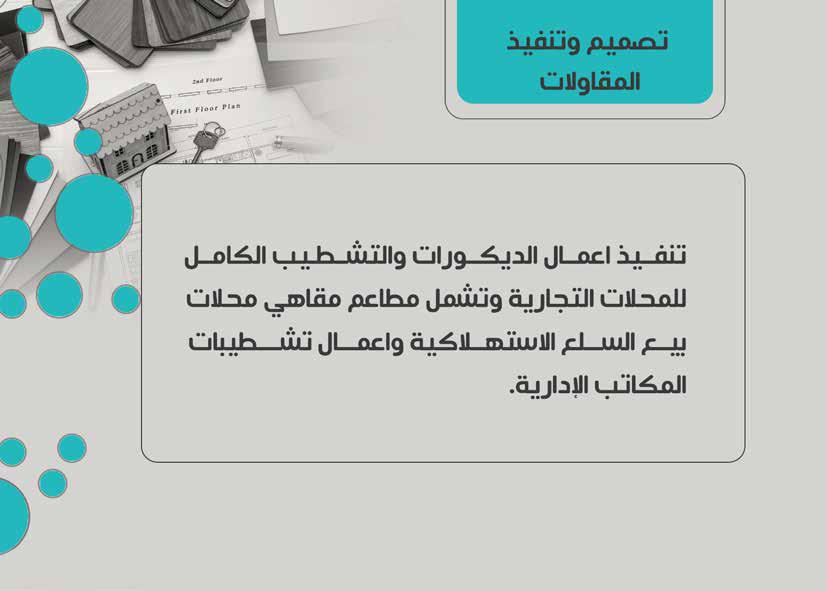 تصميم وتنفيذ
المقاولات
2nd Floor
First Floor Plan
تنفيذ اعمال الديكورات والتشطيب الكامل
للمحلات التجارية وتشمل مطاعم مقاهي محلات
بيع السلع الاستهلاكية واعمال تشطيبات
المكاتب الإدارية.